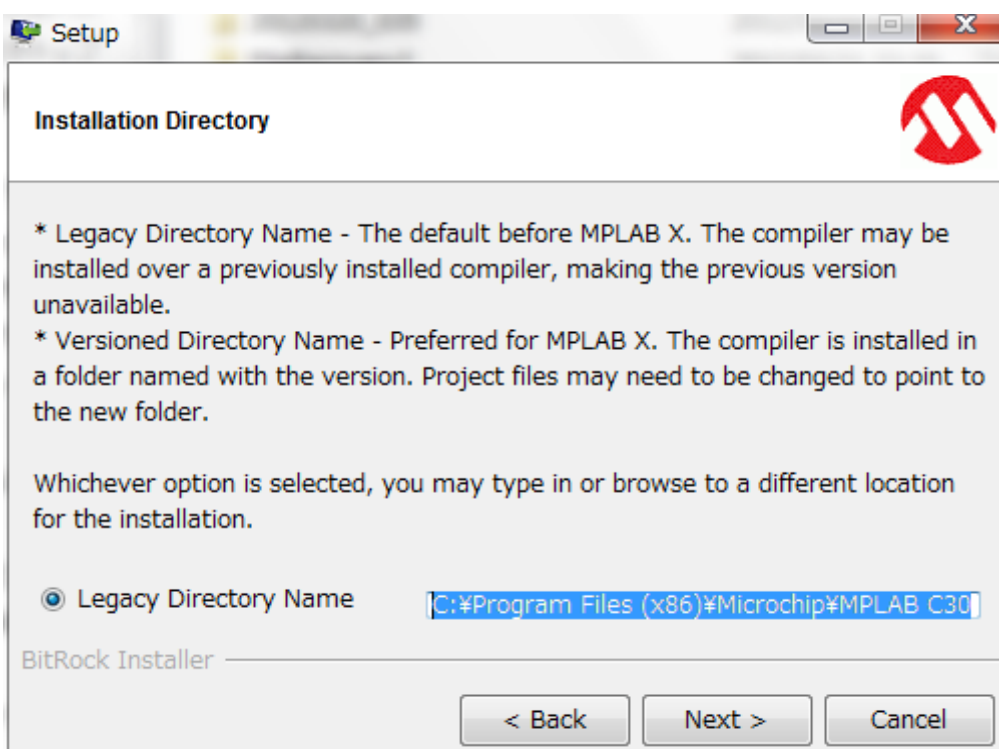 Setup
Installation Directory
* Legacy Directory Name - The default before MPLAB X. The compiler may be
installed over a previously installed compiler, making the previous version
unavailable.
* Versioned Directory Name - Preferred for MPLAB X. The compiler is installed in
a folder named with the version. Project files may need to be changed to point to
the new folder.
Whichever option is selected, you may type in or browse to a different location
for the installation.
Legacy Directory Name C:¥Program Files (x86)¥Microchip¥MPLAB C30
BitRock Installer
< Back Next > Cancel